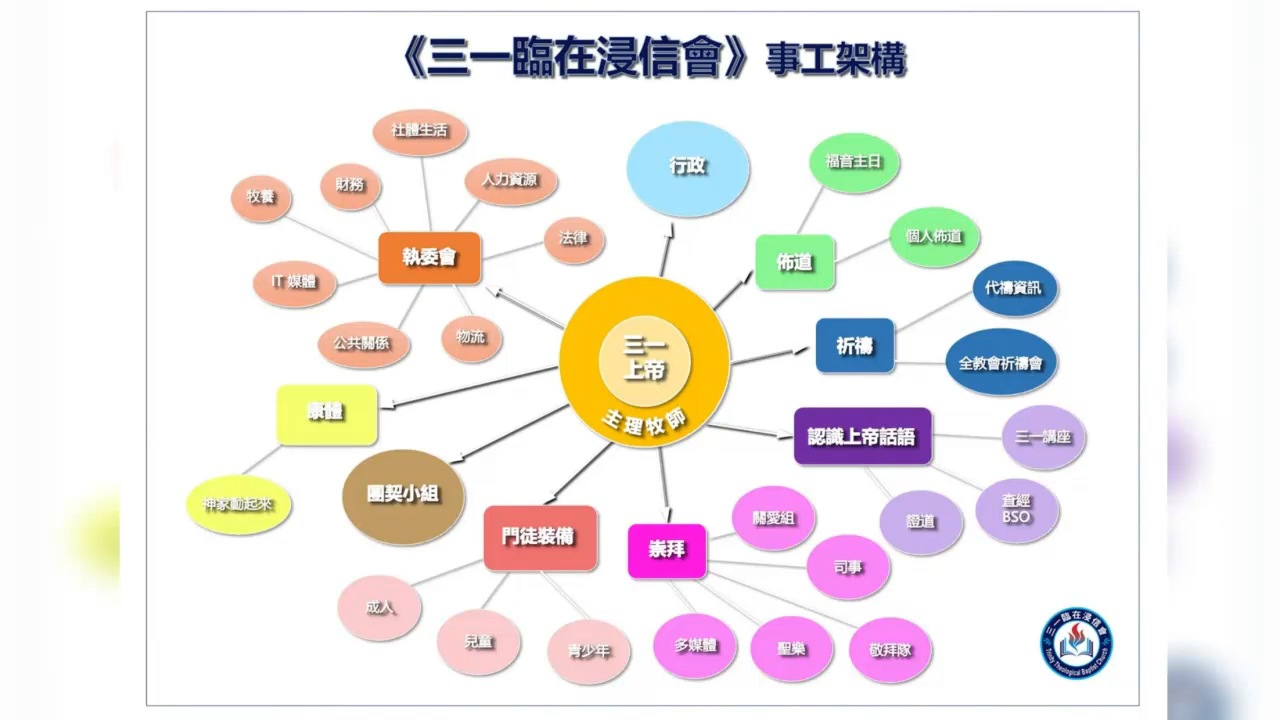 《三一臨在浸信會》事工架構
社體生活
行政
福音主日
財務
人力資源
牧養
法律
個人佈道
執委會
佈道
IT 媒體
代禱資訊
公共關係
物流
三一
上帝
主理牧師
祈禱
全教會祈禱會
康體
認識上帝話語
三一講座
神家動起來
團契小組
門徒裝備
崇拜
關愛組
證道
查經
BSO
司事
成人
兒童
青少年
多媒體
聖樂
敬拜隊
三一臨在浸信會
Trinity Theological Baptist Church